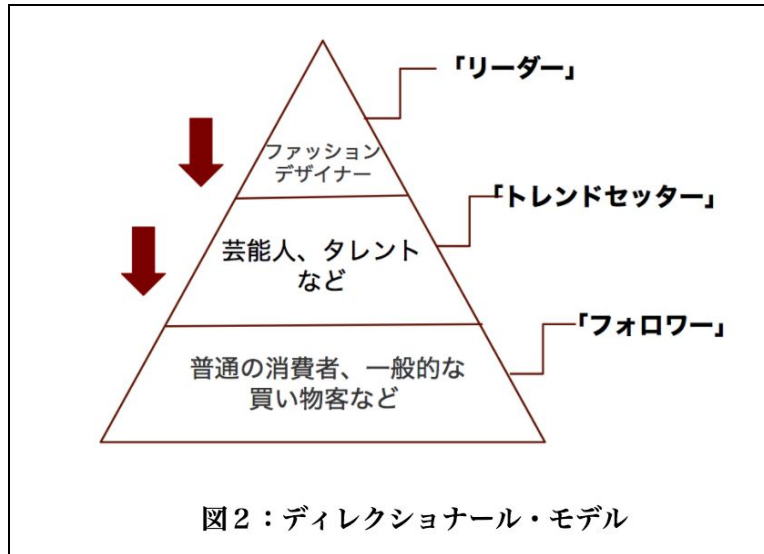 「リーダー」
ファッション
デザイナー
「トレンドセッター」
芸能人、タレント
など
「フォロワー」
普通の消費者、一般的な
買い物客など
図２：ディレクショナール・モデル